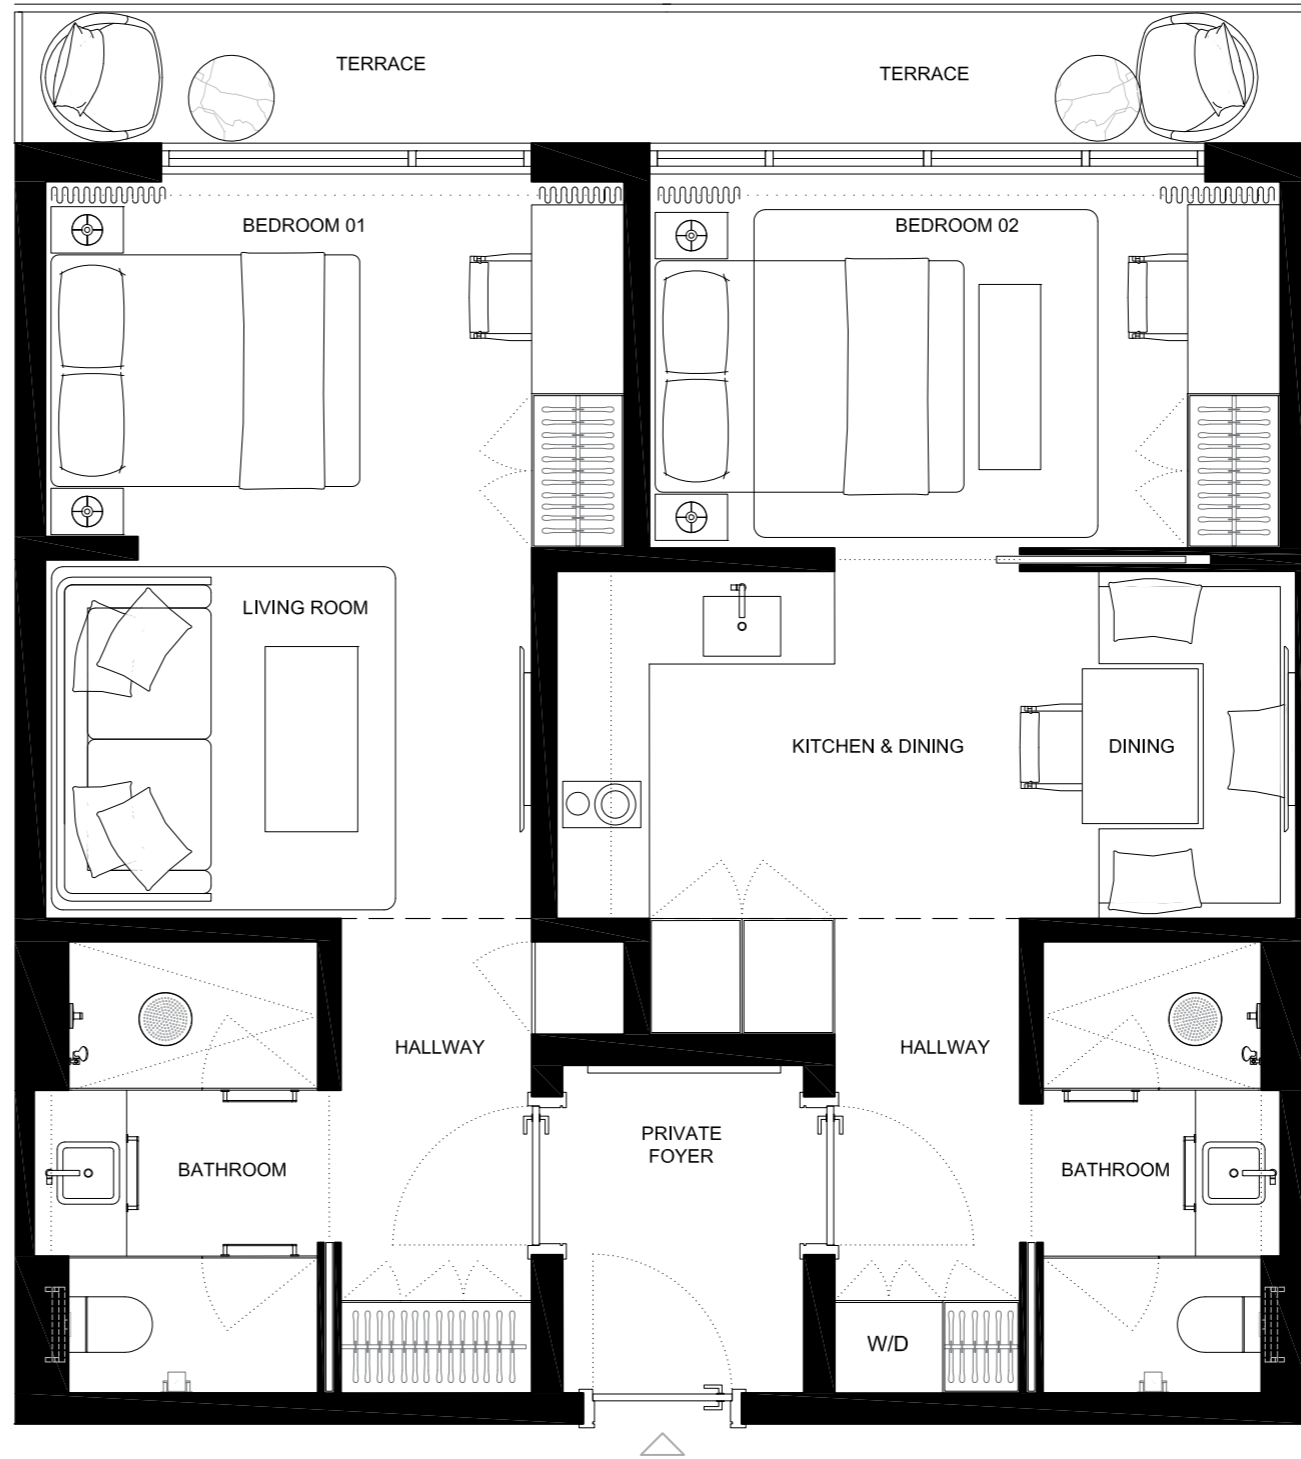 TERRACE
TERRACE
BEDROOM 01
BEDROOM 02
LIVING ROOM
KITCHEN & DINING
DINING
HALLWAY
HALLWAY
PRIVATE
FOYER
BATHROOM
BATHROOM
W/D